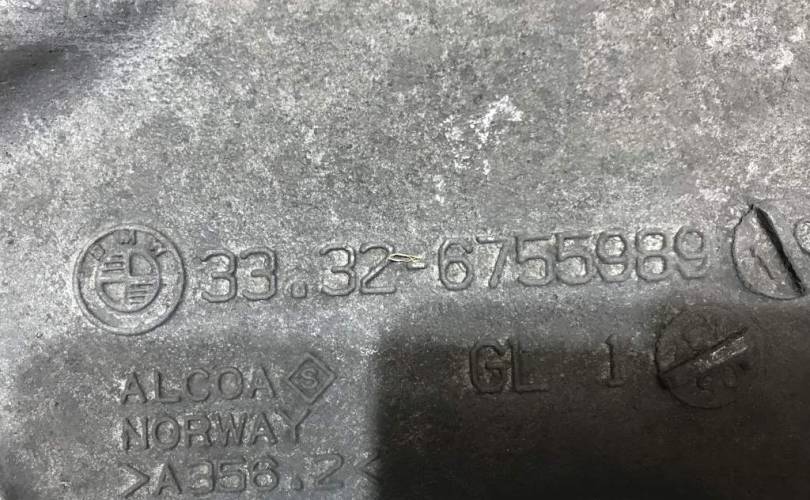 BMW 33.32-6755989
GL 1
ALCOA S
NORWAY
>A356.2<